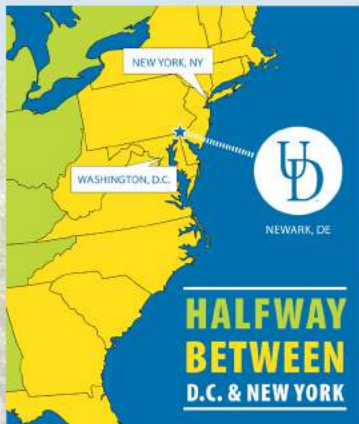 NEW YORK, NY
WASHINGTON, D.C.
UD
NEWARK, DE
HALFWAY
BETWEEN
D.C. & NEW YORK